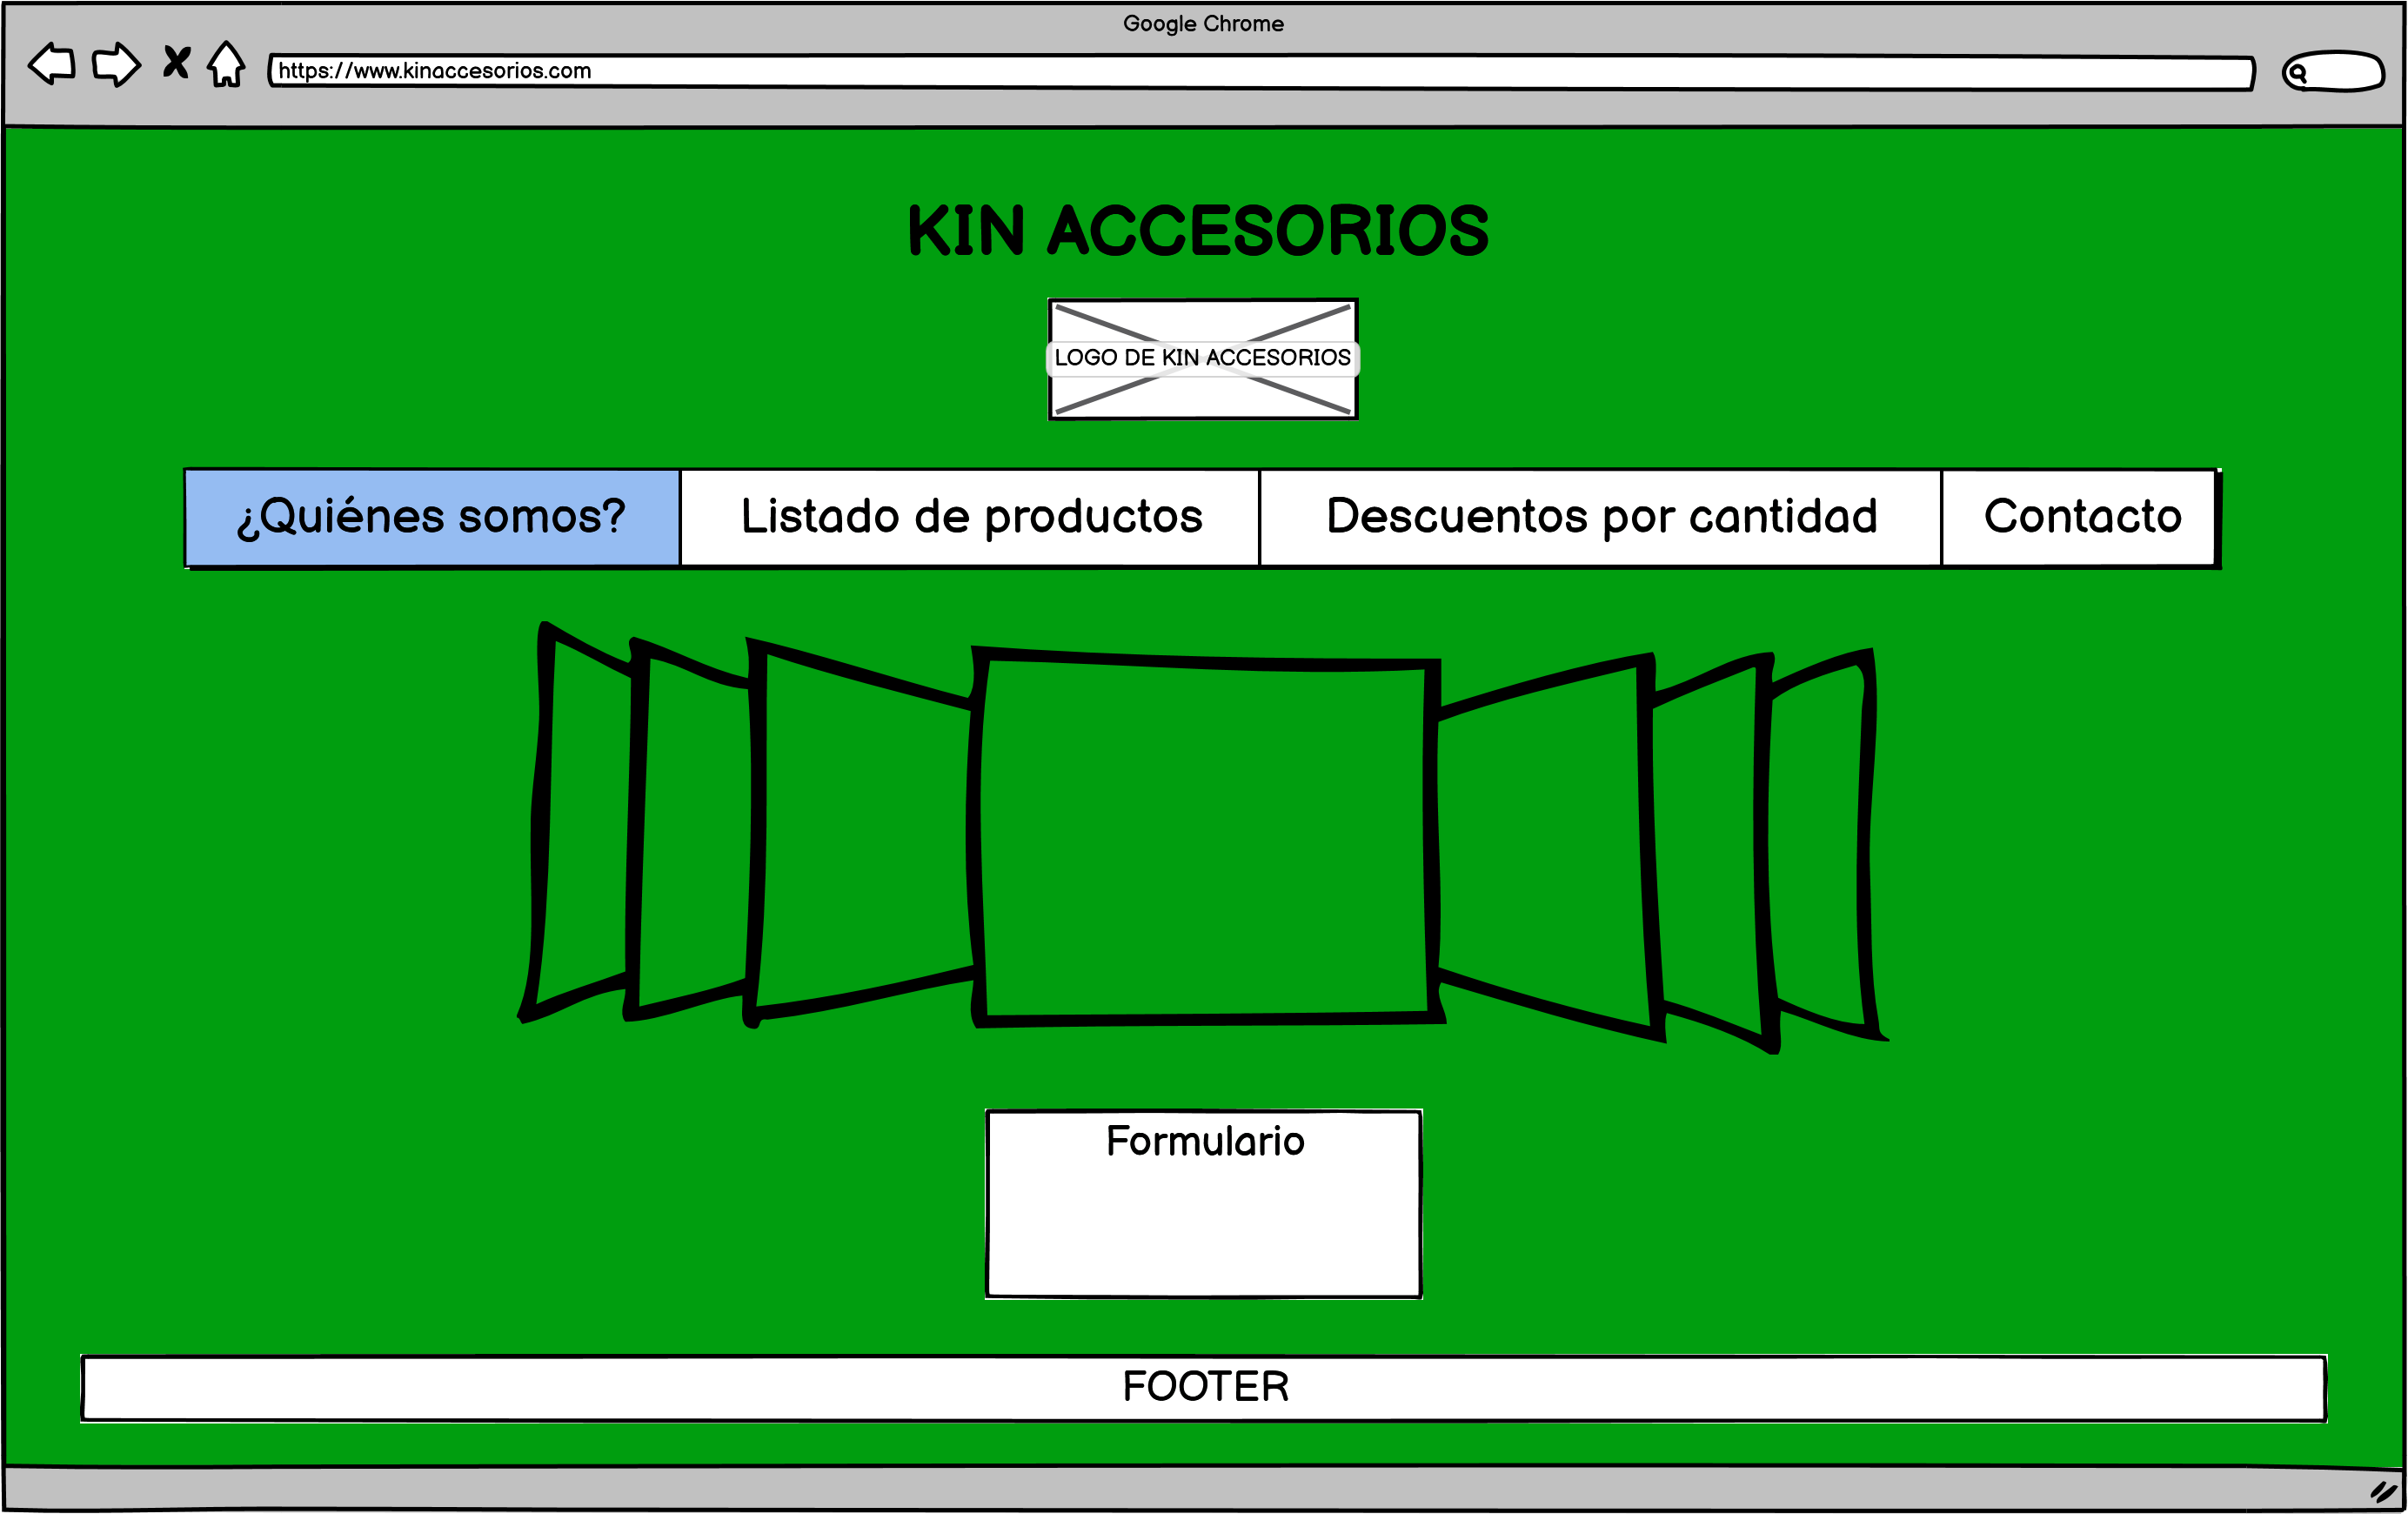 Google Chrome
https://www.kinaccesorios.com
KIN ACCESORIOS
LOGO DE KIN ACCESORIOS
¿Quiénes somos? Listado de productos Descuentos por cantidad Contacto
Formulario
FOOTER